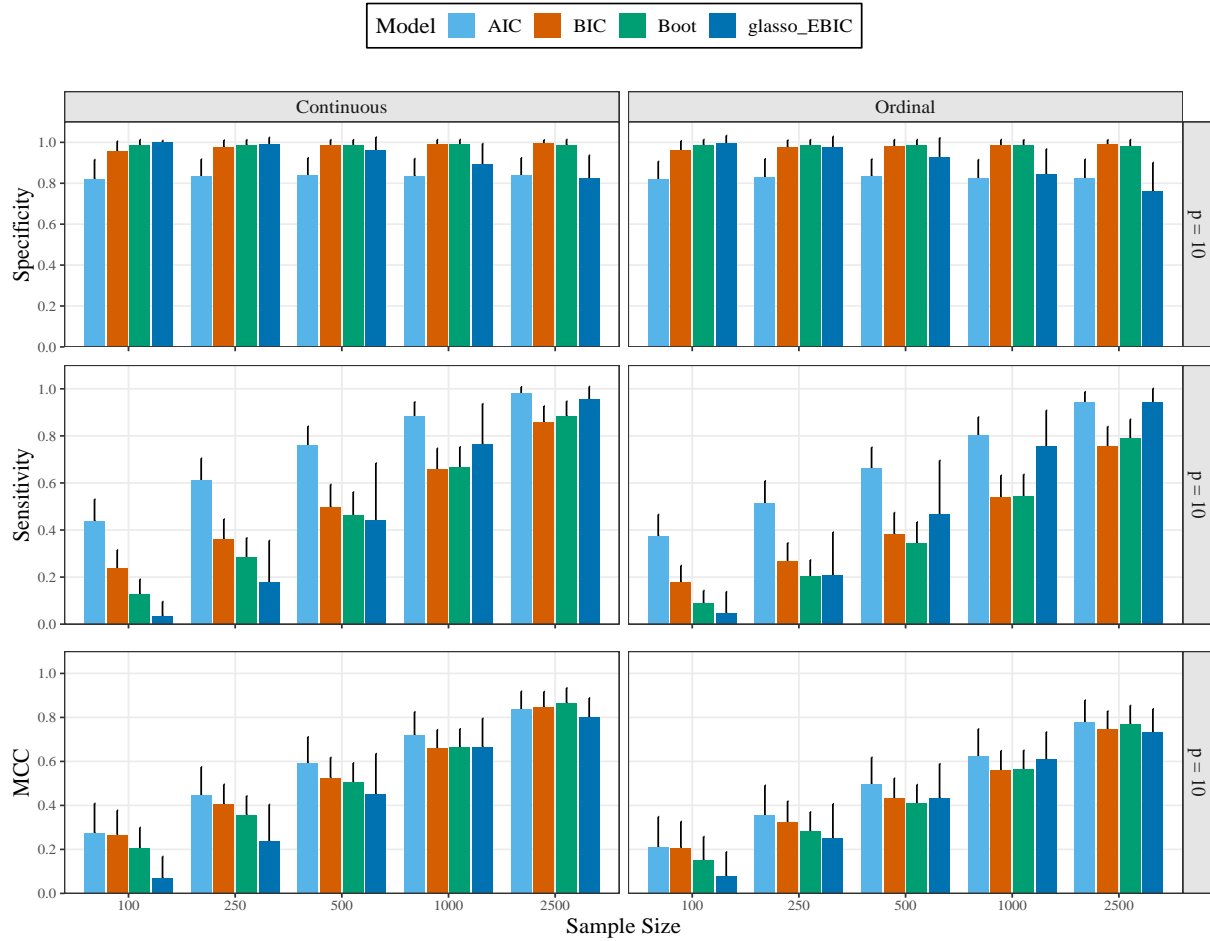 Model AIC BIC Boot glasso_EBIC
Continuous Ordinal
Specificity
1.0
0.8
0.6
0.4
0.2
0.0
p = 10
Sensitivity
1.0
0.8
0.6
0.4
0.2
0.0
p = 10
MCC
1.0
0.8
0.6
0.4
0.2
0.0
p = 10
100 250 500 1000 2500 100 250 500 1000 2500
Sample Size